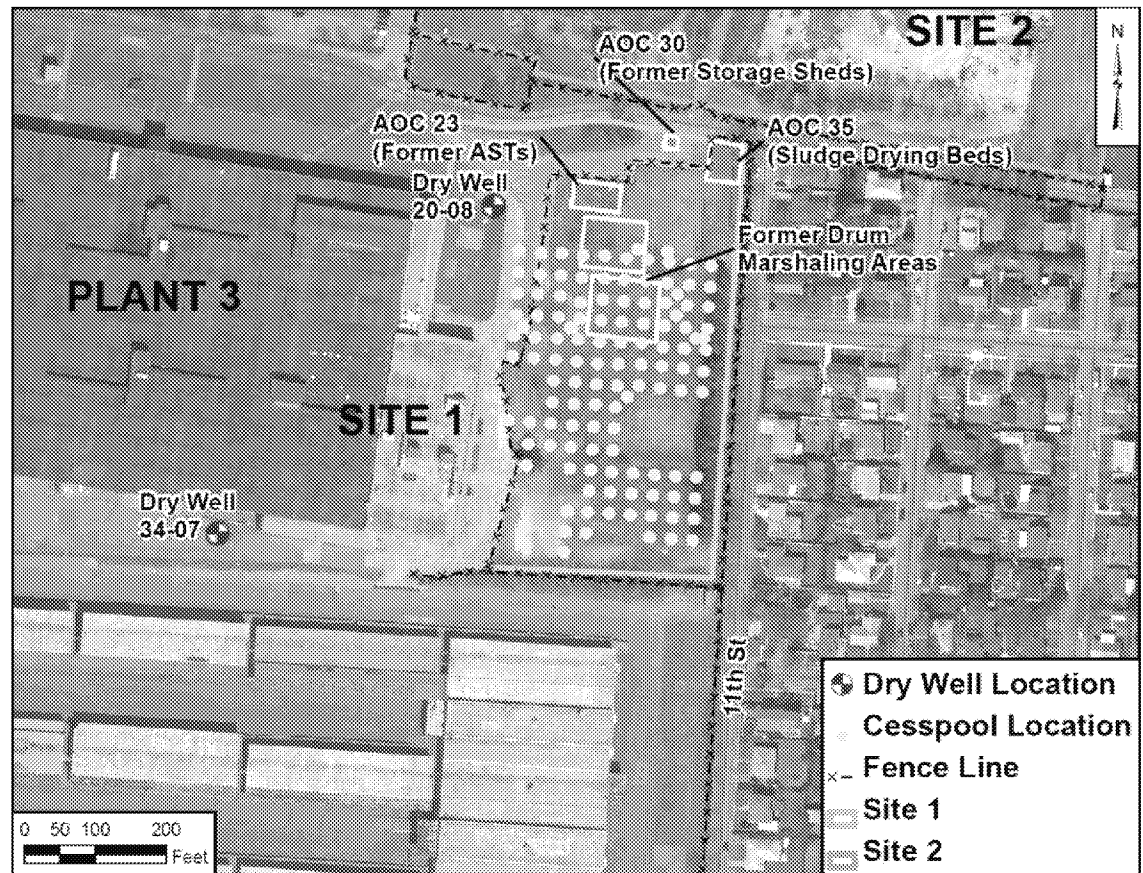 SITE 2
N
AOC 30
(Former Storage Sheds)
AOC 23
(Former ASTs)
AOC 35
(Sludge Drying Beds)
Dry Well
20-08
Former Drum
Marshaling Areas
PLANT 3
SITE 1
Dry Well
34-07
11th St
Dry Well Location
Cesspool Location
Fence Line
Site 1
Site 2
0 50 100 200
Feet